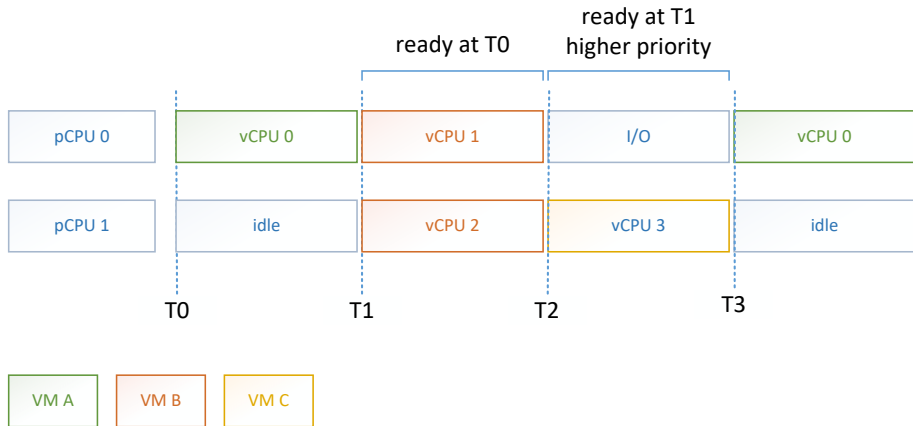 ready at T1
higher priority
ready at T0
pCPU 0
vCPU 0
vCPU 1
I/O
vCPU 0
pCPU 1
idle
vCPU 2
vCPU 3
idle
T0
T1
T2
T3
VM A
VM B
VM C